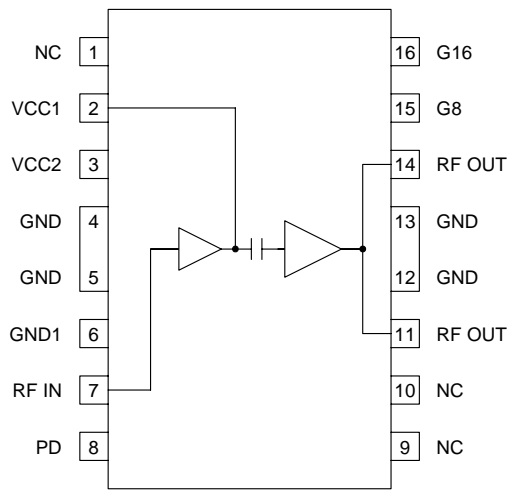 NC 1 16 G16
VCC1 2 15 G8
VCC2 3 14 RF OUT
GND 4 13 GND
GND 5 12 GND
GND1 6 11 RF OUT
RF IN 7 10 NC
PD 8 9 NC